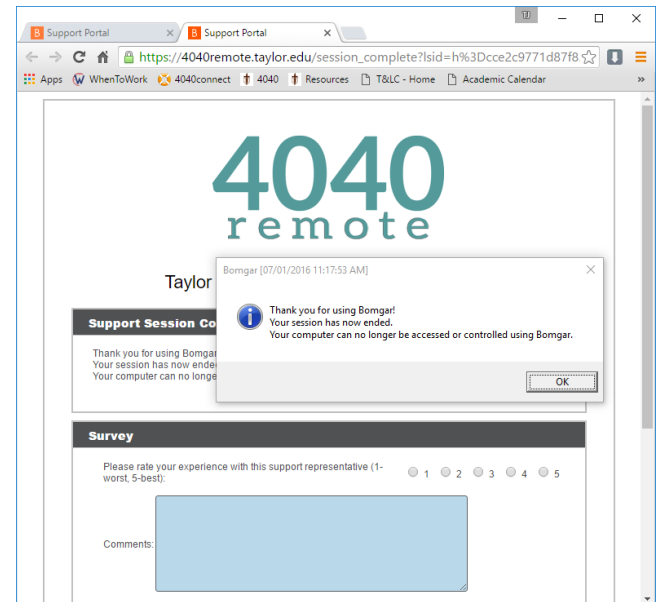 Support Portal
Support Portal
https://4040remote.taylor.edu/session_complete?lsid=h%3Dcce2c9771d87f8
Apps WhenToWork 4040connect 4040 Resources T&LC - Home Academic Calendar »
4040
remote
Taylor
Bomgar [07/01/2016 11:17:53 AM]
Thank you for using Bomgar!
Your session has now ended.
Your computer can no longer be accessed or controlled using Bomgar.
OK
Support Session Co
Thank you for using Bomgar
Your session has now ende
Your computer can no longe
Survey
Please rate your experience with this support representative (1-
worst, 5-best):
1 2 3 4 5
Comments: